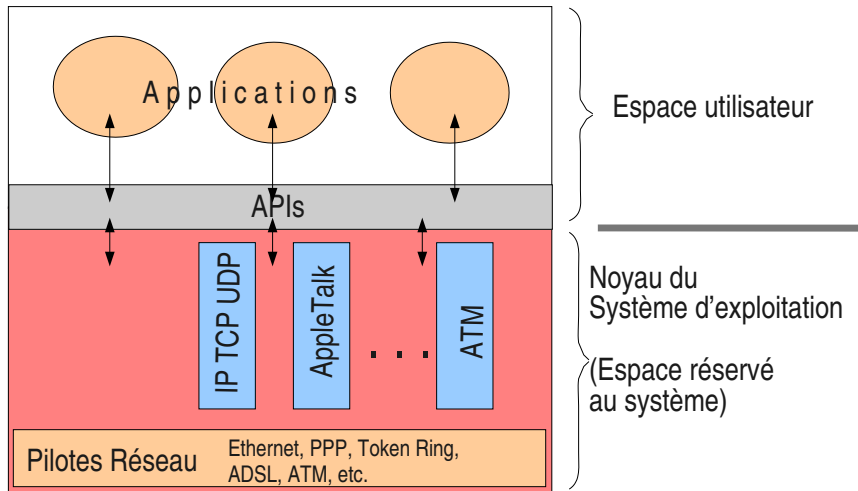 Applications
Espace utilisateur
APIs
IP TCP UDP
AppleTalk
. . .
ATM
Noyau du
Système d'exploitation
(Espace réservé
au système)
Pilotes Réseau
Ethernet, PPP, Token Ring,
ADSL, ATM, etc.